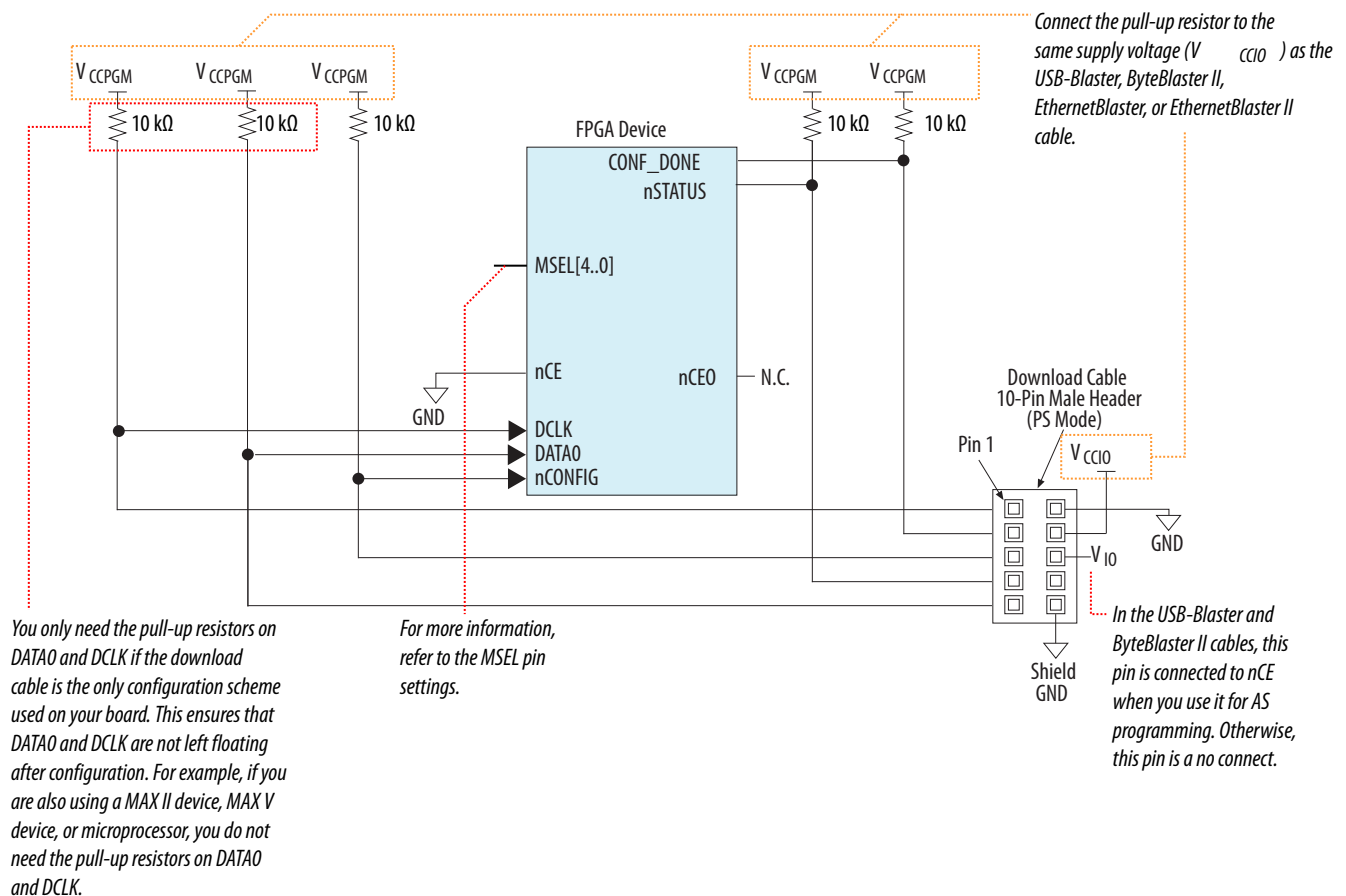 Connect the pull-up resistor to the
same supply voltage (V CCIO ) as the
USB-Blaster, ByteBlaster II,
EthernetBlaster, or EthernetBlaster II
cable.
V CCPGM
V CCPGM
V CCPGM
V CCPGM
V CCPGM
10 kΩ
10 kΩ
10 kΩ
10 kΩ
10 kΩ
FPGA Device
CONF_DONE
nSTATUS
MSEL[4..0]
nCE
nCEO
N.C.
GND
DCLK
DATA0
nCONFIG
Download Cable
10-Pin Male Header
(PS Mode)
Pin 1
V CCIO
GND
V IO
Shield
GND
You only need the pull-up resistors on
DATA0 and DCLK if the download
cable is the only configuration scheme
used on your board. This ensures that
DATA0 and DCLK are not left floating
after configuration. For example, if you
are also using a MAX II device, MAX V
device, or microprocessor, you do not
need the pull-up resistors on DATA0
and DCLK.
For more information,
refer to the MSEL pin
settings.
In the USB-Blaster and
ByteBlaster II cables, this
pin is connected to nCE
when you use it for AS
programming. Otherwise,
this pin is a no connect.